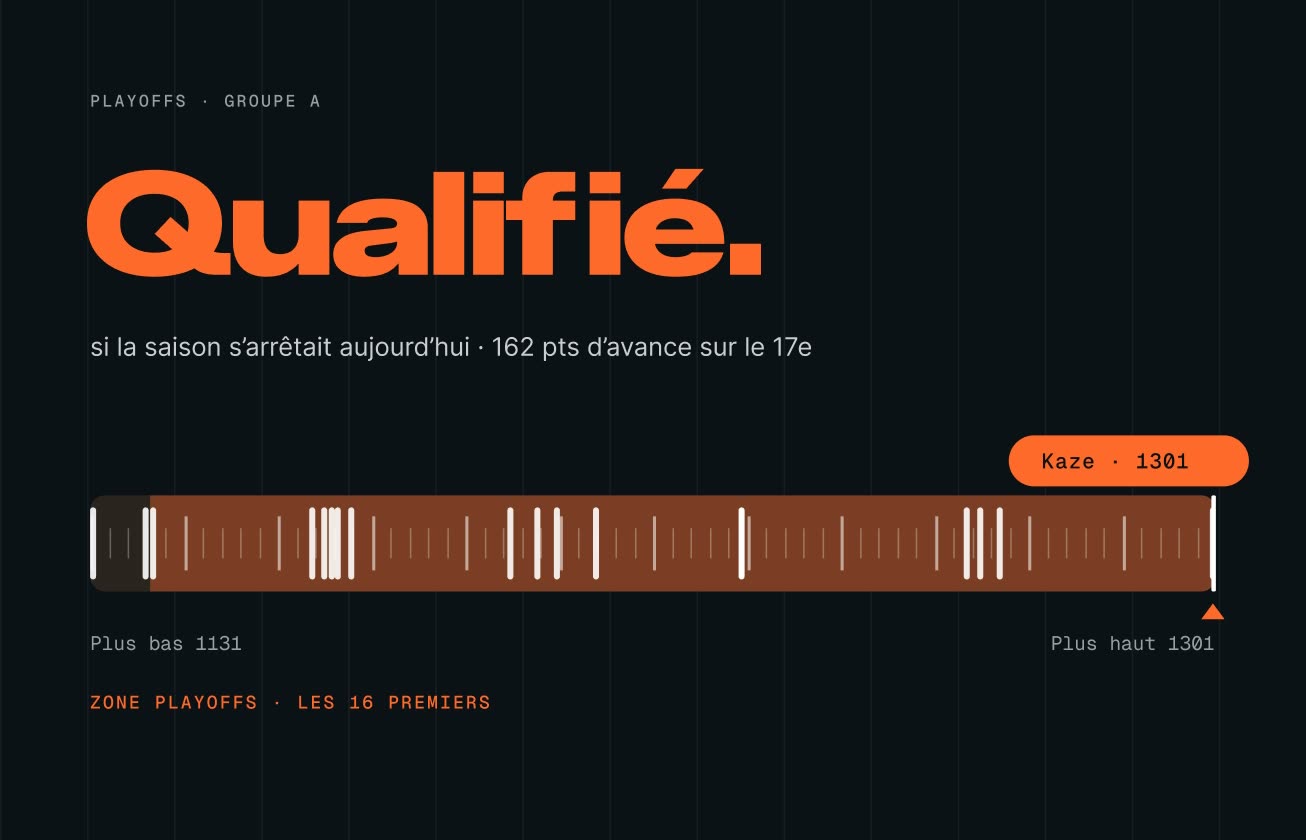 PLAYOFFS · GROUPE A
Qualifié.
si la saison s’arrêtait aujourd’hui · 162 pts d’avance sur le 17e
Kaze · 1301
Plus bas 1131
Plus haut 1301
ZONE PLAYOFFS · LES 16 PREMIERS